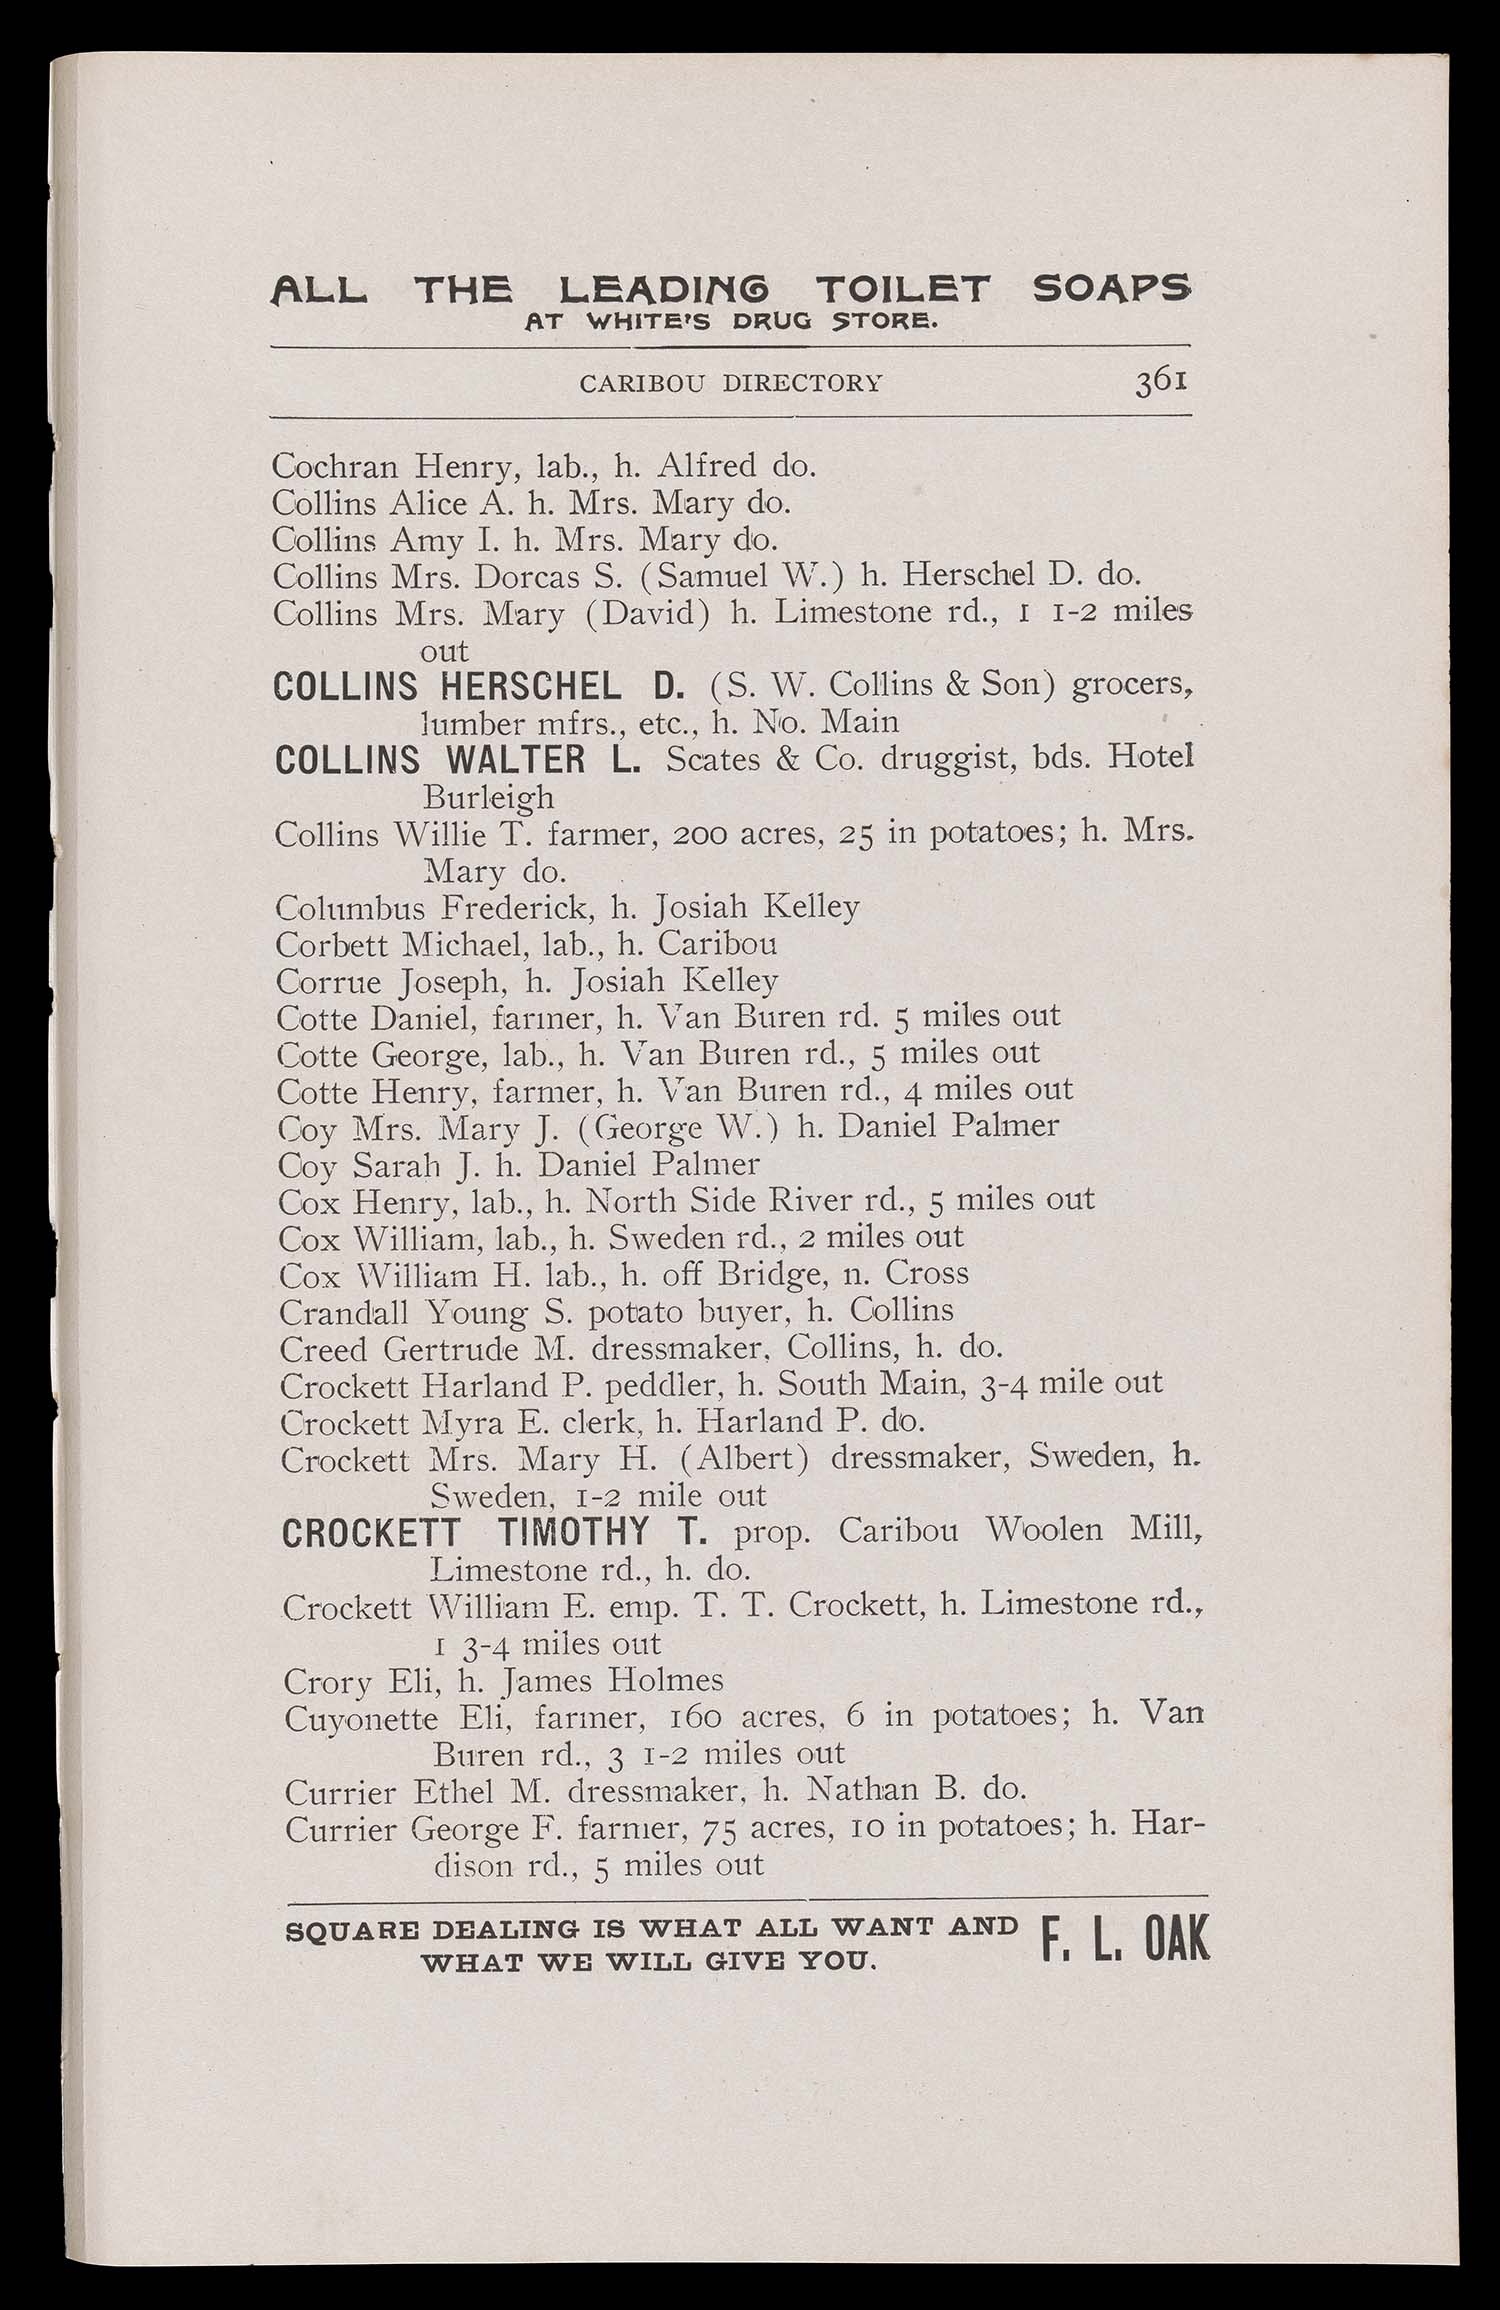 ALL THE LEADING TOILET SOAPS
AT WHITE'S DRUG STORE.
CARIBOU DIRECTORY 361
Cochran Henry, lab., h. Alfred do.
Collins Alice A. h. Mrs. Mary do.
Collins Amy I. h. Mrs. Mary do.
Collins Mrs. Dorcas S. (Samuel W.) h. Herschel D. do.
Collins Mrs. Mary (David) h. Limestone rd., 1 1-2 miles
out
COLLINS HERSCHEL D. (S. W. Collins & Son) grocers,
lumber mfrs., etc., h. No. Main
COLLINS WALTER L. Scates & Co. druggist, bds. Hotel
Burleigh
Collins Willie T. farmer, 200 acres, 25 in potatoes; h. Mrs.
Mary do.
Columbus Frederick, h. Josiah Kelley
Corbett Michael, lab., h. Caribou
Corrue Joseph, h. Josiah Kelley
Cotte Daniel, farmer, h. Van Buren rd. 5 miles out
Cotte George, lab., h. Van Buren rd., 5 miles out
Cotte Henry, farmer, h. Van Buren rd., 4 miles out
Coy Mrs. Mary J. (George W.) h. Daniel Palmer
Coy Sarah J. h. Daniel Palmer
Cox Henry, lab., h. North Side River rd., 5 miles out
Cox William, lab., h. Sweden rd., 2 miles out
Cox William H. lab., h. off Bridge, n. Cross
Crandall Young S. potato buyer, h. Collins
Creed Gertrude M. dressmaker, Collins, h. do.
Crockett Harland P. peddler, h. South Main, 3-4 mile out
Crockett Myra E. clerk, h. Harland P. do.
Crockett Mrs. Mary H. (Albert) dressmaker, Sweden, h.
Sweden, 1-2 mile out
CROCKETT TIMOTHY T. prop. Caribou Woolen Mill,
Limestone rd., h. do.
Crockett William E. emp. T. T. Crockett, h. Limestone rd.,
1 3-4 miles out
Crory Eli, h. James Holmes
Cuyonette Eli, farmer, 160 acres, 6 in potatoes; h. Van
Buren rd., 3 1-2 miles out
Currier Ethel M. dressmaker, h. Nathan B. do.
Currier George F. farmer, 75 acres, 10 in potatoes; h. Har-
dison rd., 5 miles out
SQUARE DEALING IS WHAT ALL WANT AND
WHAT WE WILL GIVE YOU.
F. L. OAK